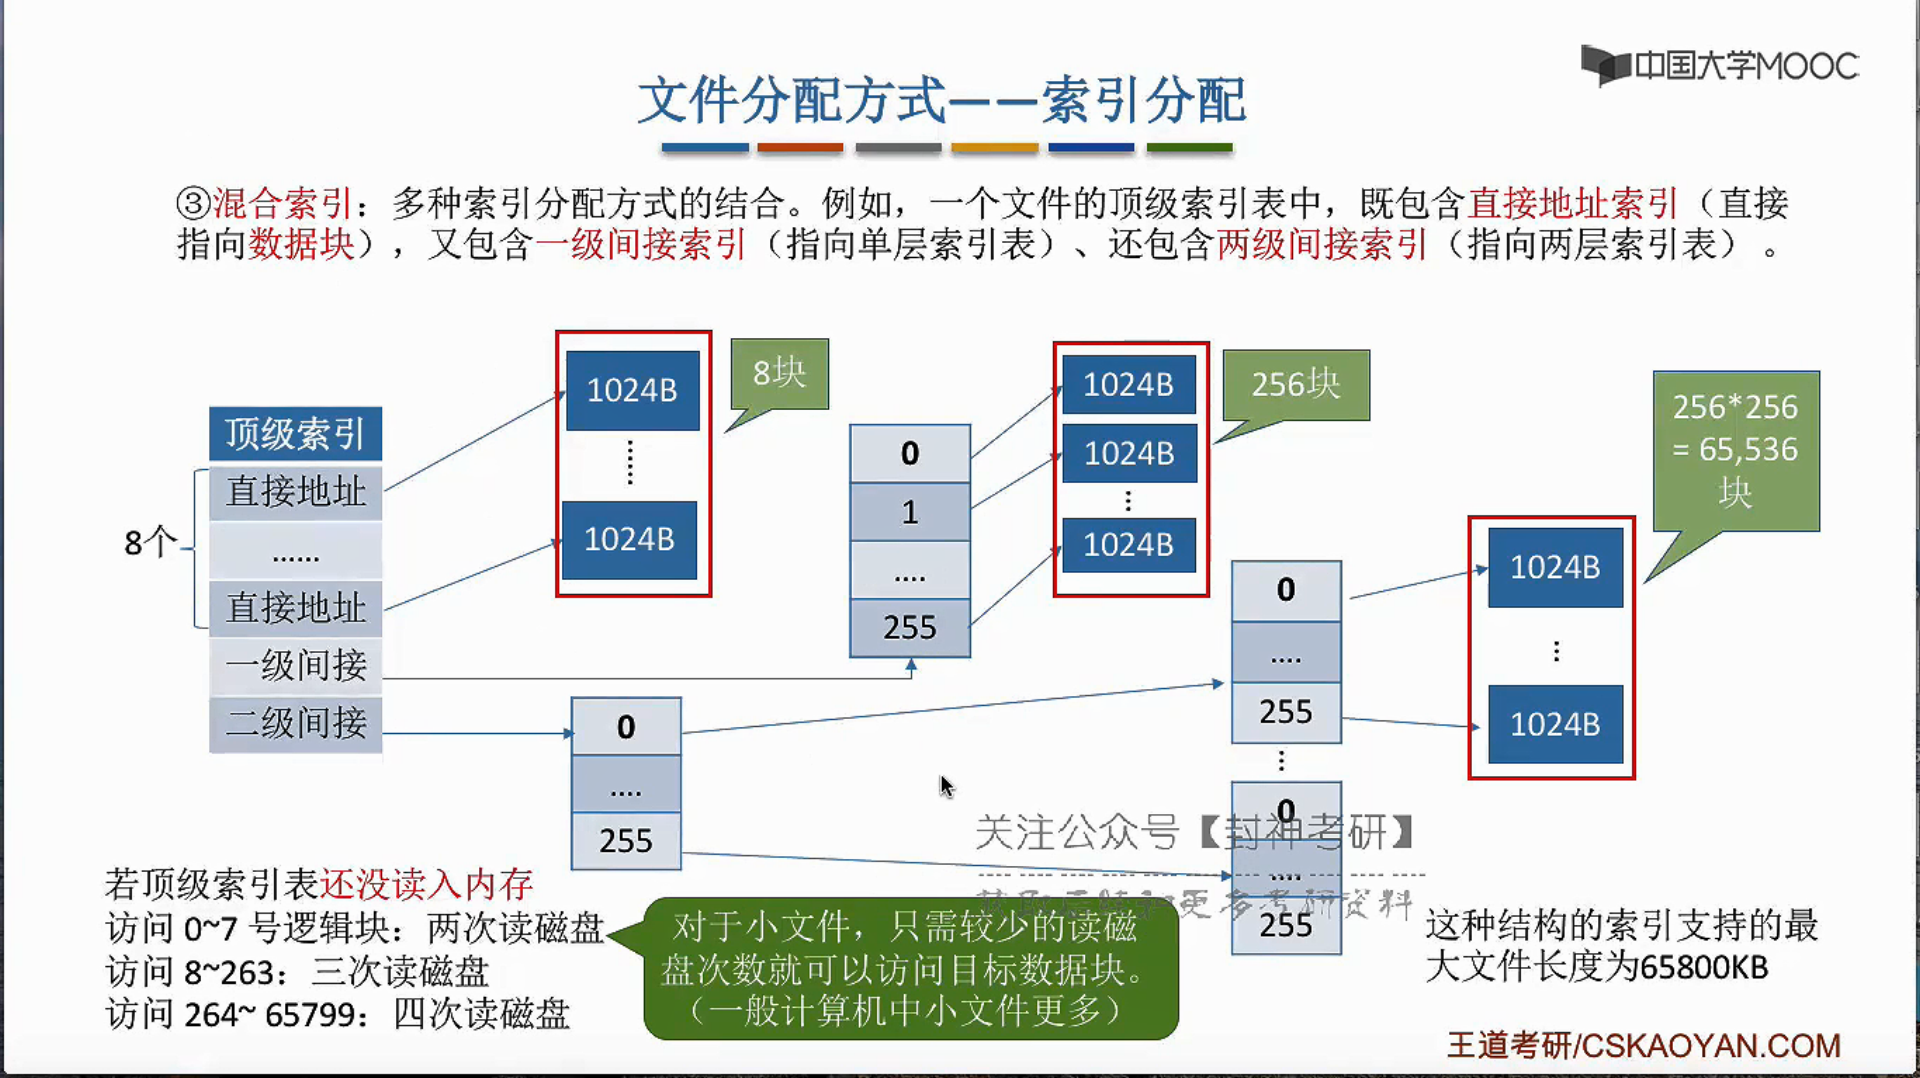 中国大学MOOC
文件分配方式——索引分配
③混合索引：多种索引分配方式的结合。例如，一个文件的顶级索引表中，既包含直接地址索引（直接
指向数据块），又包含一级间接索引（指向单层索引表）、还包含两级间接索引（指向两层索引表）。
顶级索引
直接地址
......
直接地址
一级间接
二级间接
8个
1024B
1024B
8块
0
1
....
255
1024B
1024B
1024B
256块
0
....
255
0
....
255
0
....
255
1024B
1024B
256*256
= 65,536
块
关注公众号【封神考研】
若顶级索引表还没读入内存
访问 0~7 号逻辑块：两次读磁盘
访问 8~263：三次读磁盘
访问 264~ 65799：四次读磁盘
对于小文件，只需较少的读磁
盘次数就可以访问目标数据块。
（一般计算机中小文件更多）
这种结构的索引支持的最
大文件长度为65800KB
王道考研/CSKAOYAN.COM